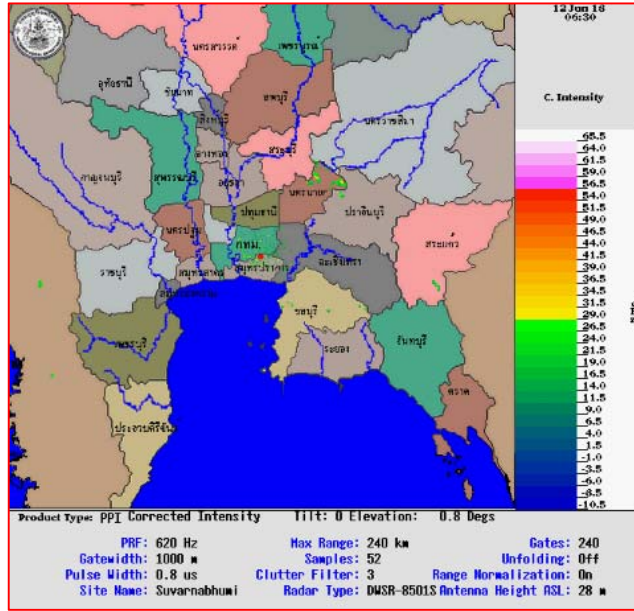 12 Jun 16
06:30
C. Intensity
65.5
64.0
61.5
59.0
56.5
54.0
51.5
49.0
46.5
44.0
41.5
39.0
36.5
34.0
31.5
29.0
26.5
24.0
21.5
19.0
16.5
14.0
11.5
9.0
6.5
4.0
1.5
-1.0
-3.5
-6.0
-8.5
-10.5
นครสวรรค์
เพชรบูรณ์
อุทัยธานี
ชัยนาท
ลพบุรี
สิงห์บุรี
นครราชสีมา
อ่างทอง
สระบุรี
กาญจนบุรี
สุพรรณบุรี
อยุธยา
นครนายก
ปราจีนบุรี
ปทุมธานี
นครปฐม
กทม.
สระแก้ว
ราชบุรี
สมุทรสาคร
สมุทรปราการ
ฉะเชิงเทรา
ชลบุรี
เพชรบุรี
ระยอง
จันทบุรี
ตราด
ประจวบคีรีขันธ์
Product Type: PPI Corrected Intensity Tilt: 0 Elevation: 0.8 Degs
PRF: 620 Hz Max Range: 240 km Gates: 240
Gatewidth: 1000 m Samples: 52 Unfolding: Off
Pulse Width: 0.8 us Clutter Filter: 3 Range Normalization: On
Site Name: Suvarnabhumi Radar Type: DWSR-8501S Antenna Height ASL: 28 m